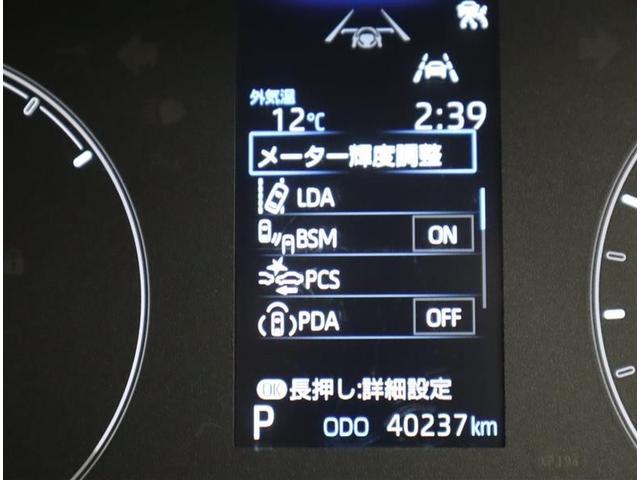 外気温
12℃ 2:39
メーター輝度調整
LDA
BSM ON
PCS
PDA OFF
OK 長押し:詳細設定
P ODO 40237km